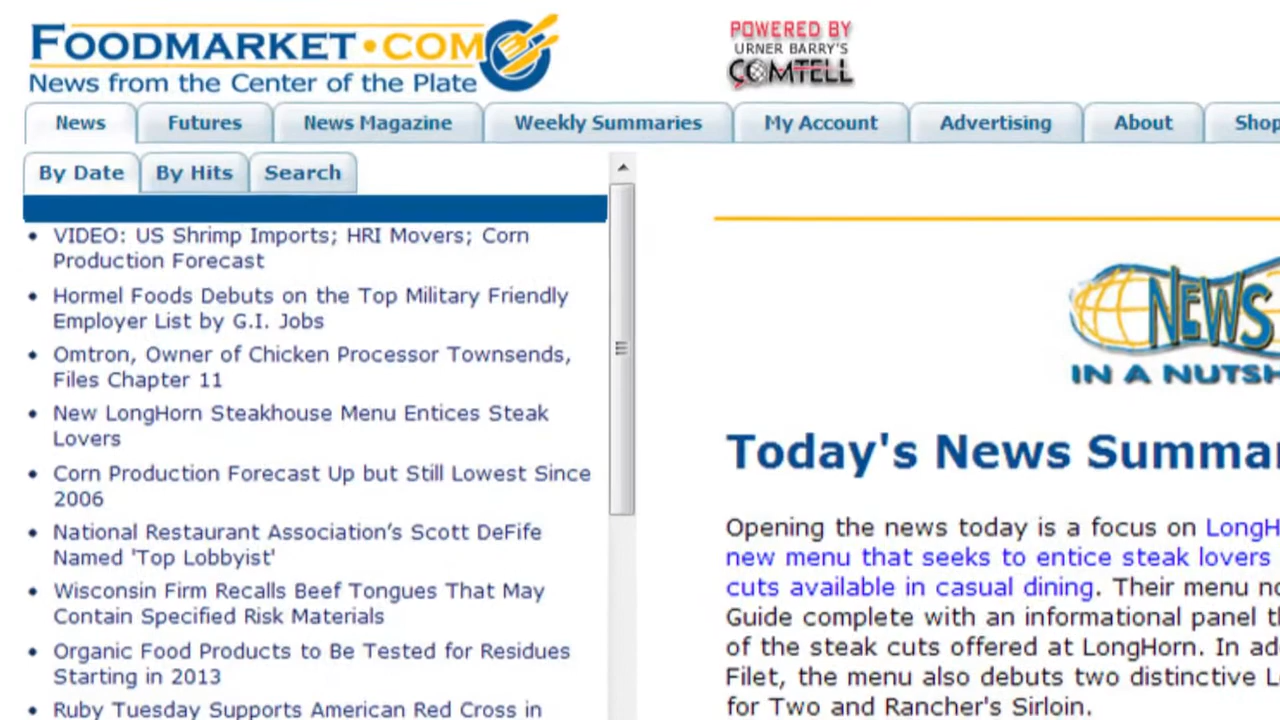 FOODMARKET•COM
News from the Center of the Plate
POWERED BY
URNER BARRY'S
COMTELL
News
Futures
News Magazine
Weekly Summaries
My Account
Advertising
About
Shop
By Date
By Hits
Search
VIDEO: US Shrimp Imports; HRI Movers; Corn
Production Forecast
Hormel Foods Debuts on the Top Military Friendly
Employer List by G.I. Jobs
Omtron, Owner of Chicken Processor Townsends,
Files Chapter 11
New LongHorn Steakhouse Menu Entices Steak
Lovers
Corn Production Forecast Up but Still Lowest Since
2006
National Restaurant Association’s Scott DeFife
Named 'Top Lobbyist'
Wisconsin Firm Recalls Beef Tongues That May
Contain Specified Risk Materials
Organic Food Products to Be Tested for Residues
Starting in 2013
Ruby Tuesday Supports American Red Cross in
NEWS
IN A NUTSH
Today's News Summar
Opening the news today is a focus on LongH
new menu that seeks to entice steak lovers
cuts available in casual dining. Their menu no
Guide complete with an informational panel th
of the steak cuts offered at LongHorn. In ad
Filet, the menu also debuts two distinctive L
for Two and Rancher's Sirloin.